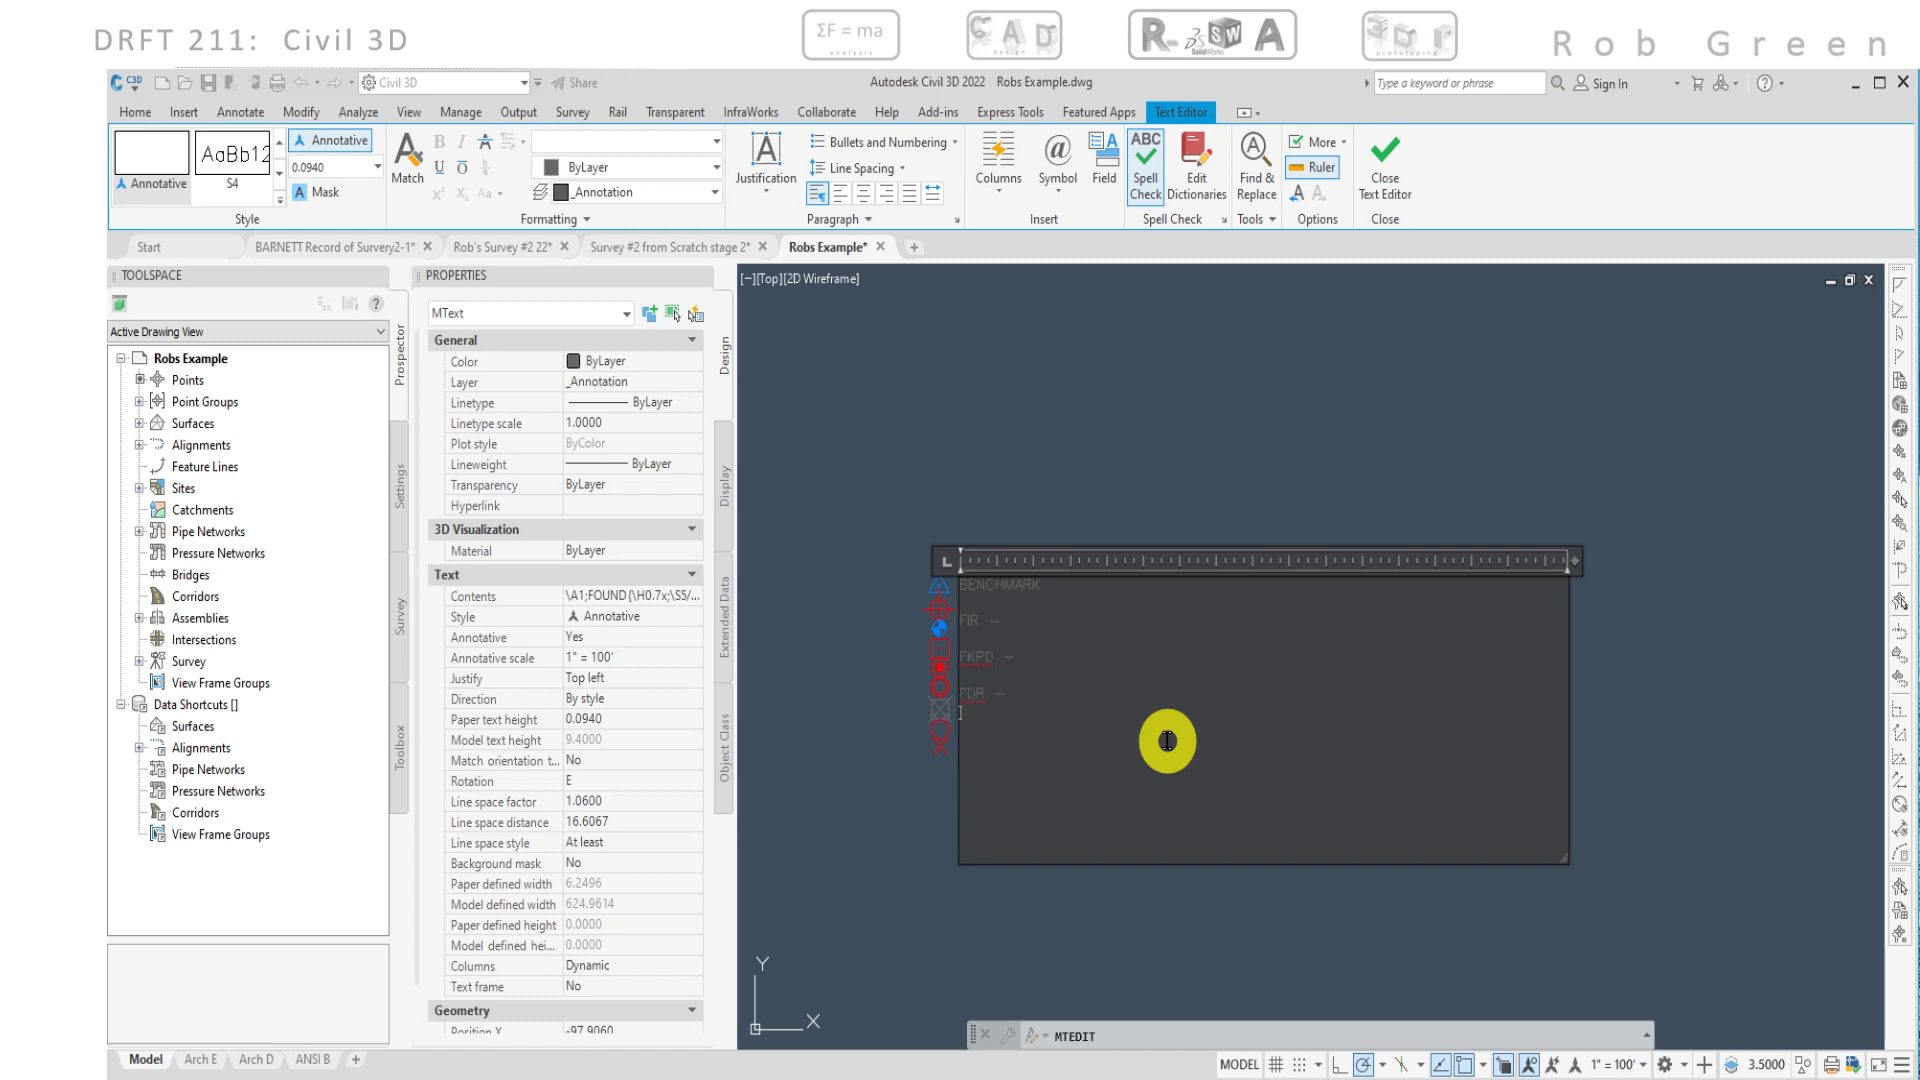 DRFT 211: Civil 3D
ΣF = ma
analysis
CAD
design
R SW A
SolidWorks
prototyping
Rob Green
C3D
Civil 3D
Share
Autodesk Civil 3D 2022 Robs Example.dwg
Type a keyword or phrase
Sign In
Home Insert Annotate Modify Analyze View Manage Output Survey Rail Transparent InfraWorks Collaborate Help Add-ins Express Tools Featured Apps Text Editor
Annotative
AaBb12
S4
Annotative
0.0940
Mask
Style
Match
ByLayer
_Annotation
Formatting
Justification
Bullets and Numbering
Line Spacing
Paragraph
Columns
Symbol
Field
Insert
ABC
Spell Check
Edit Dictionaries
Spell Check
Find & Replace
Tools
More
Ruler
Options
Close Text Editor
Close
Start
BARNETT Record of Survery2-1*
Rob's Survey #2 22*
Survey #2 from Scratch stage 2*
Robs Example*
TOOLSPACE
Active Drawing View
Robs Example
Points
Point Groups
Surfaces
Alignments
Feature Lines
Sites
Catchments
Pipe Networks
Pressure Networks
Bridges
Corridors
Assemblies
Intersections
Survey
View Frame Groups
Data Shortcuts []
Surfaces
Alignments
Pipe Networks
Pressure Networks
Corridors
View Frame Groups
Prospector
Settings
Survey
Toolbox
PROPERTIES
MText
General
Color ByLayer
Layer _Annotation
Linetype ByLayer
Linetype scale 1.0000
Plot style ByColor
Lineweight ByLayer
Transparency ByLayer
Hyperlink
3D Visualization
Material ByLayer
Text
Contents \A1;FOUND{\H0.7x;\S5/...
Style Annotative
Annotative Yes
Annotative scale 1" = 100'
Justify Top left
Direction By style
Paper text height 0.0940
Model text height 9.4000
Match orientation t... No
Rotation E
Line space factor 1.0600
Line space distance 16.6067
Line space style At least
Background mask No
Paper defined width 6.2496
Model defined width 624.9614
Paper defined height 0.0000
Model defined hei... 0.0000
Columns Dynamic
Text frame No
Geometry
Position X -97.9060
Design
Display
Extended Data
Object Class
[−][Top][2D Wireframe]
BENCHMARK
FIR –
FKPD –
FDR –
Y
X
MTEDIT
Model Arch E Arch D ANSI B +
MODEL
1" = 100'
3.5000